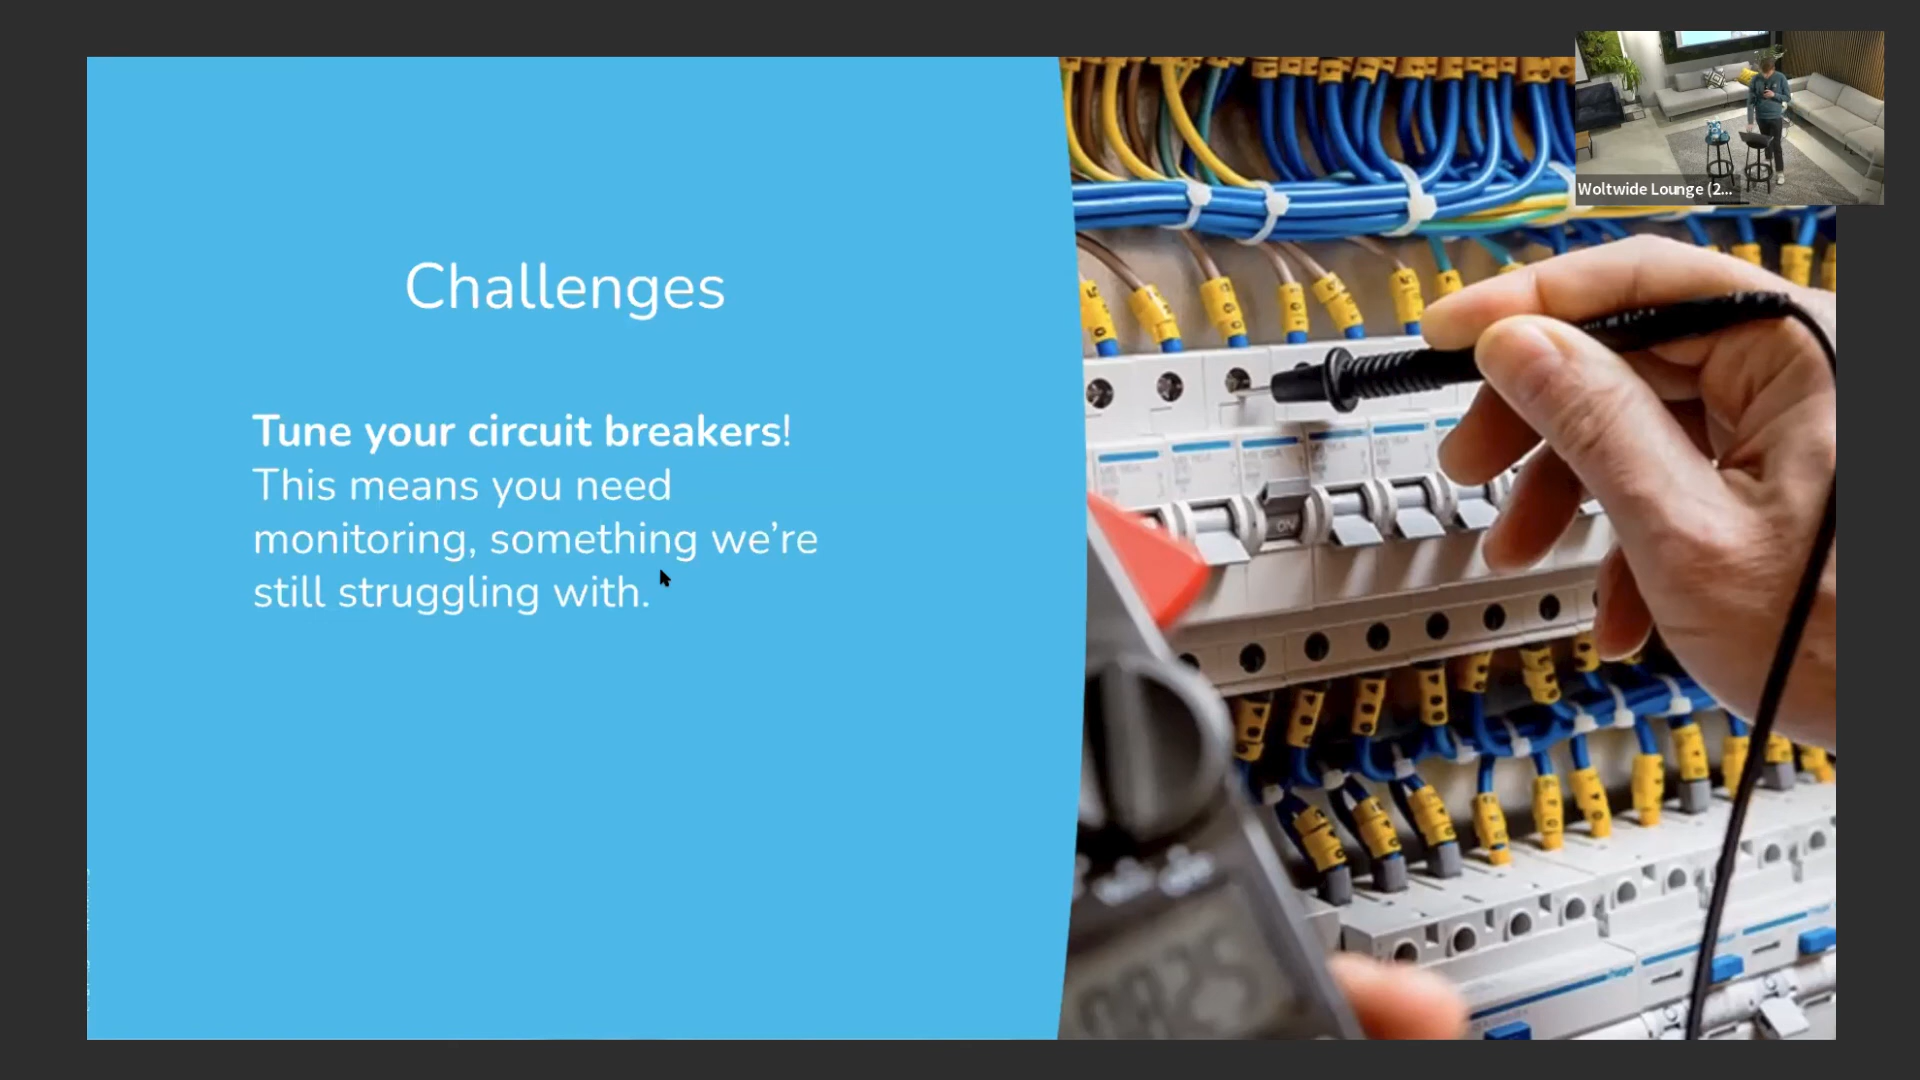 Woltwide Lounge (2...
Challenges
Tune your circuit breakers!
This means you need
monitoring, something we're
still struggling with.
ON